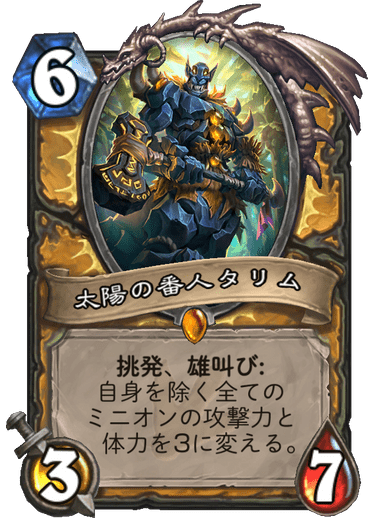 6
太陽の番人タリム
挑発、雄叫び:
自身を除く全ての
ミニオンの攻撃力と
体力を3に変える。
3
7